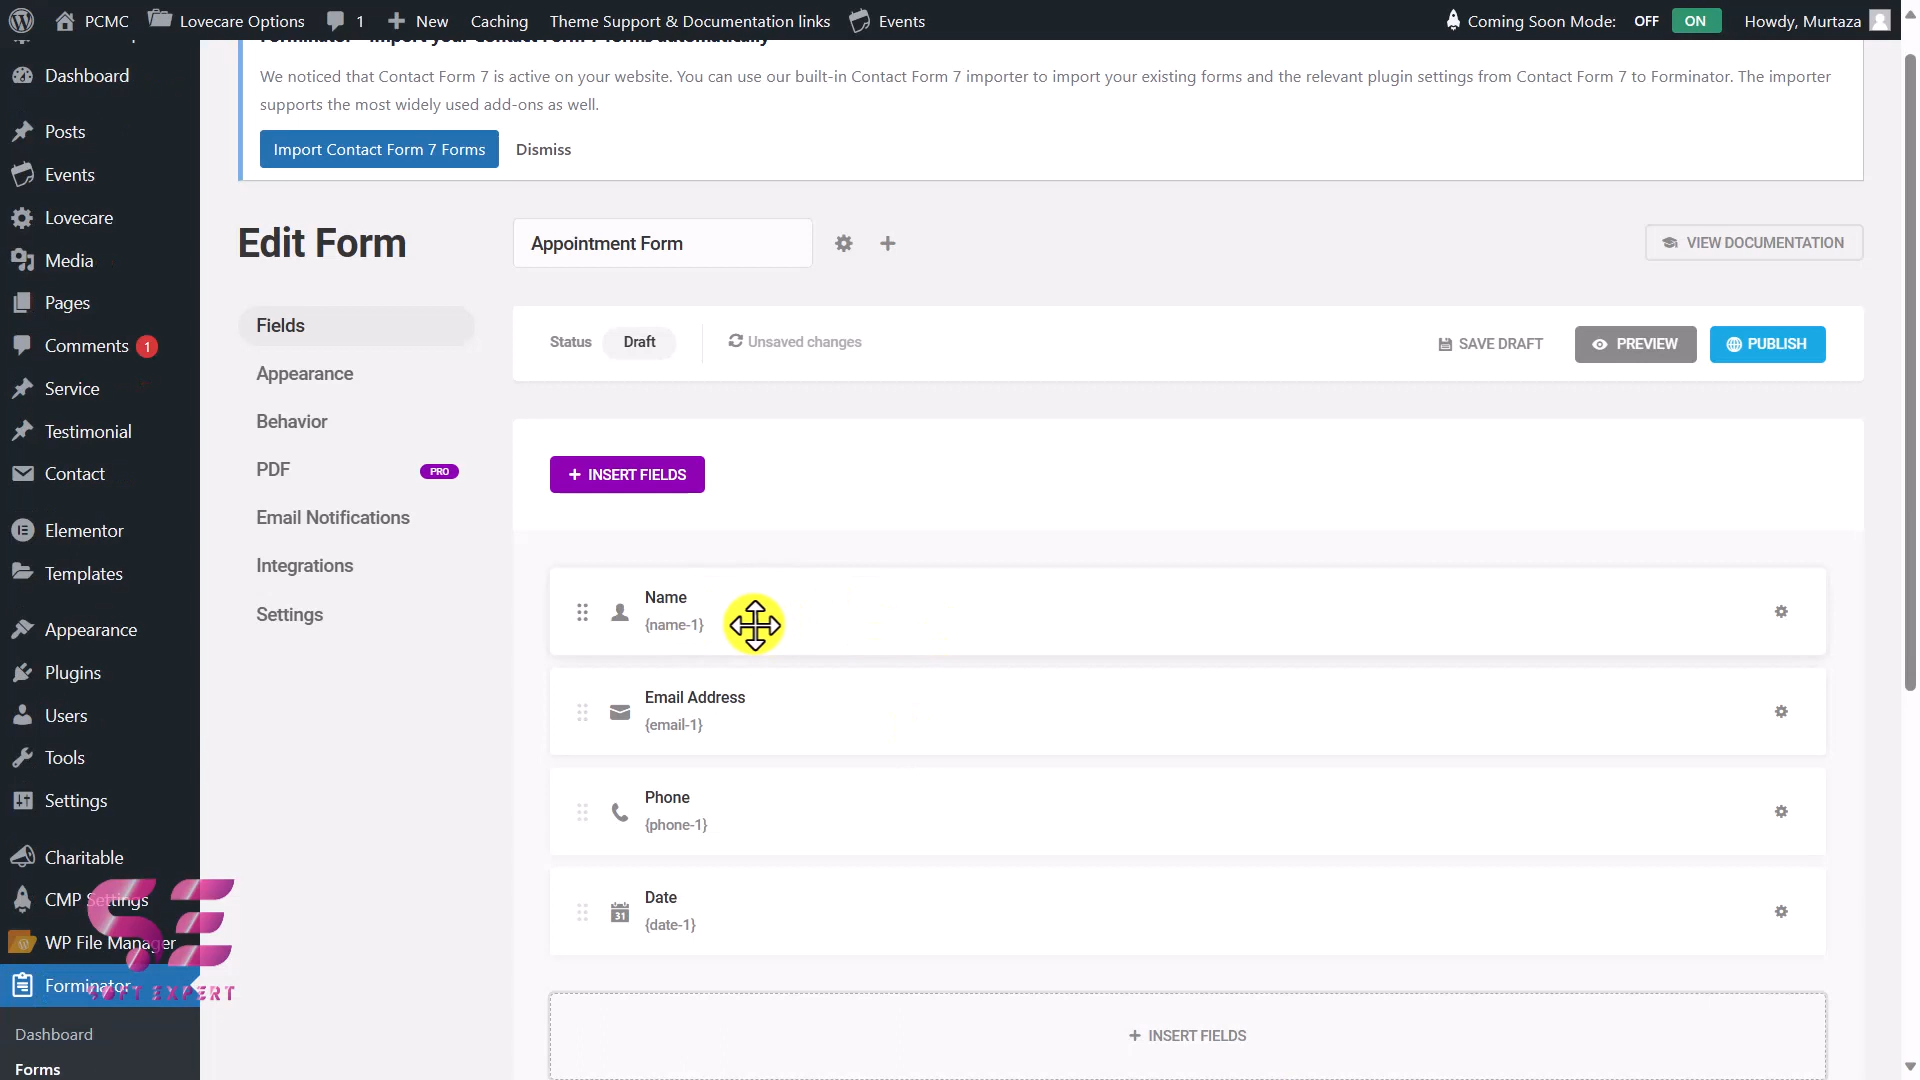 PCMC
Lovecare Options
1
New
Caching
Theme Support & Documentation links
Events
Coming Soon Mode:
OFF
ON
Howdy, Murtaza
Dashboard
Posts
Events
Lovecare
Media
Pages
Comments 1
Service
Testimonial
Contact
Elementor
Templates
Appearance
Plugins
Users
Tools
Settings
Charitable
CMP Settings
WP File Manager
Forminator
SOFT EXPERT
Dashboard
Forms
Forminator - Import your Contact Form 7 forms automatically
We noticed that Contact Form 7 is active on your website. You can use our built-in Contact Form 7 importer to import your existing forms and the relevant plugin settings from Contact Form 7 to Forminator. The importer
supports the most widely used add-ons as well.
Import Contact Form 7 Forms
Dismiss
Edit Form
Appointment Form
VIEW DOCUMENTATION
Fields
Appearance
Behavior
PDF PRO
Email Notifications
Integrations
Settings
Status
Draft
Unsaved changes
SAVE DRAFT
PREVIEW
PUBLISH
+ INSERT FIELDS
Name
{name-1}
Email Address
{email-1}
Phone
{phone-1}
31
Date
{date-1}
+ INSERT FIELDS